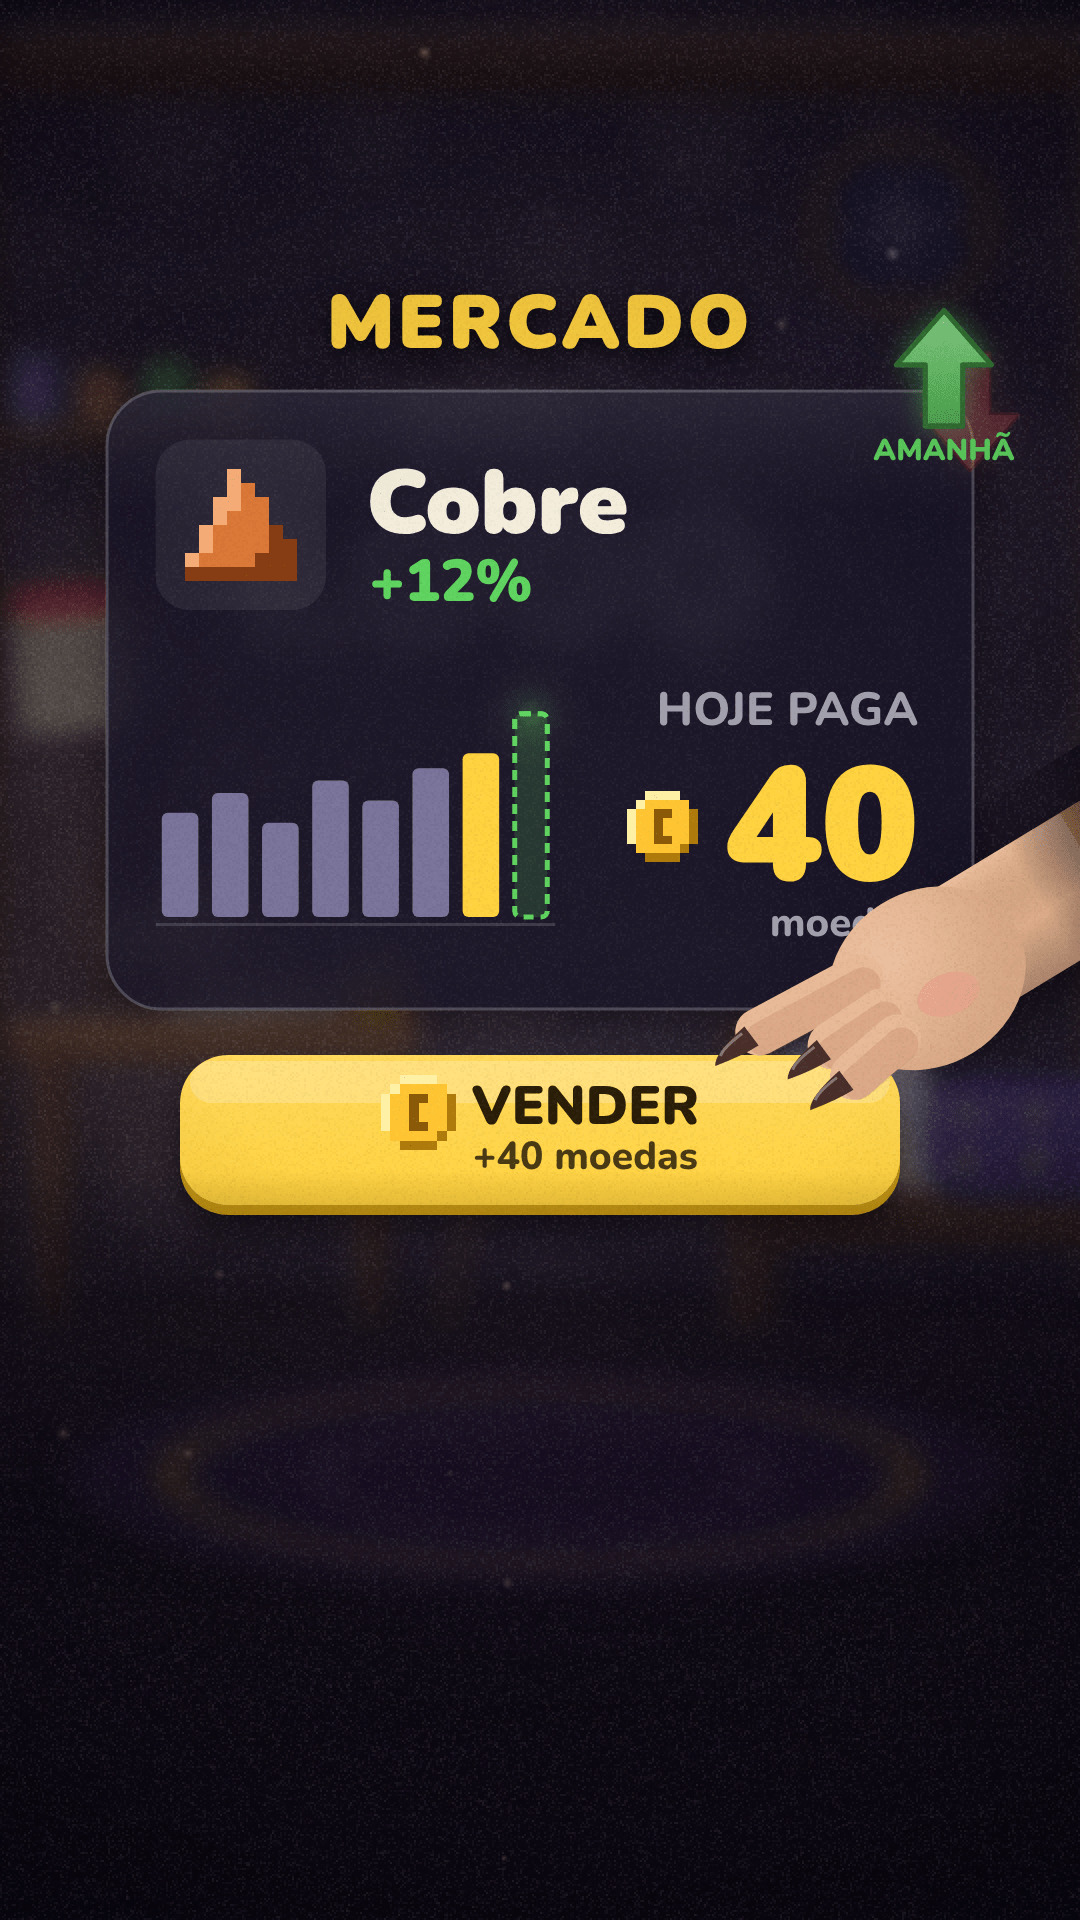 MERCADO
AMANHÃ
Cobre
+12%
HOJE PAGA
40
VENDER
+40 moedas